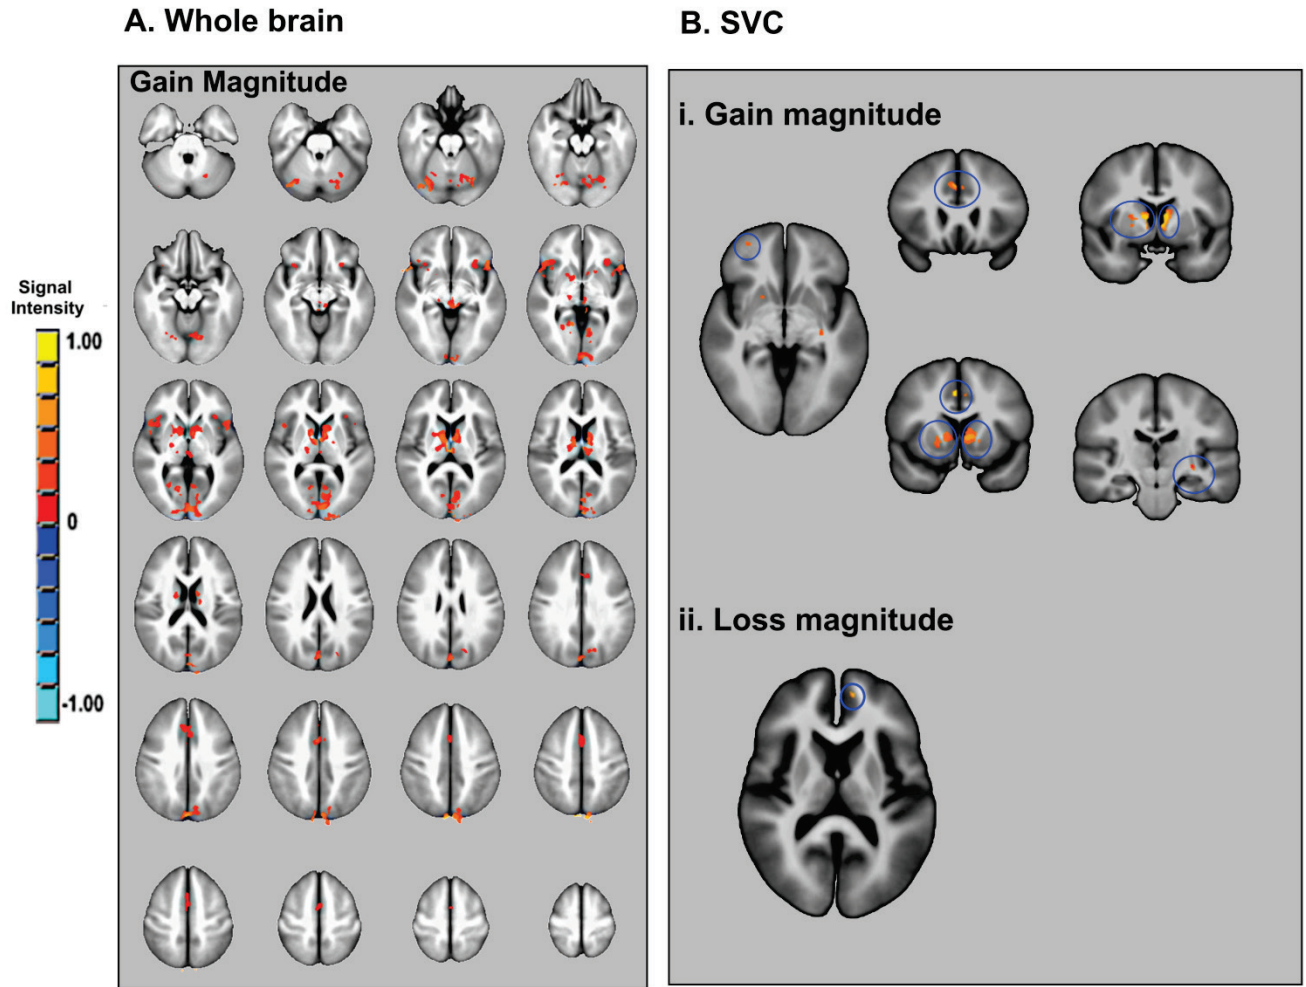 A. Whole brain
B. SVC
Gain Magnitude
Signal
Intensity
1.00
0
-1.00
i. Gain magnitude
ii. Loss magnitude